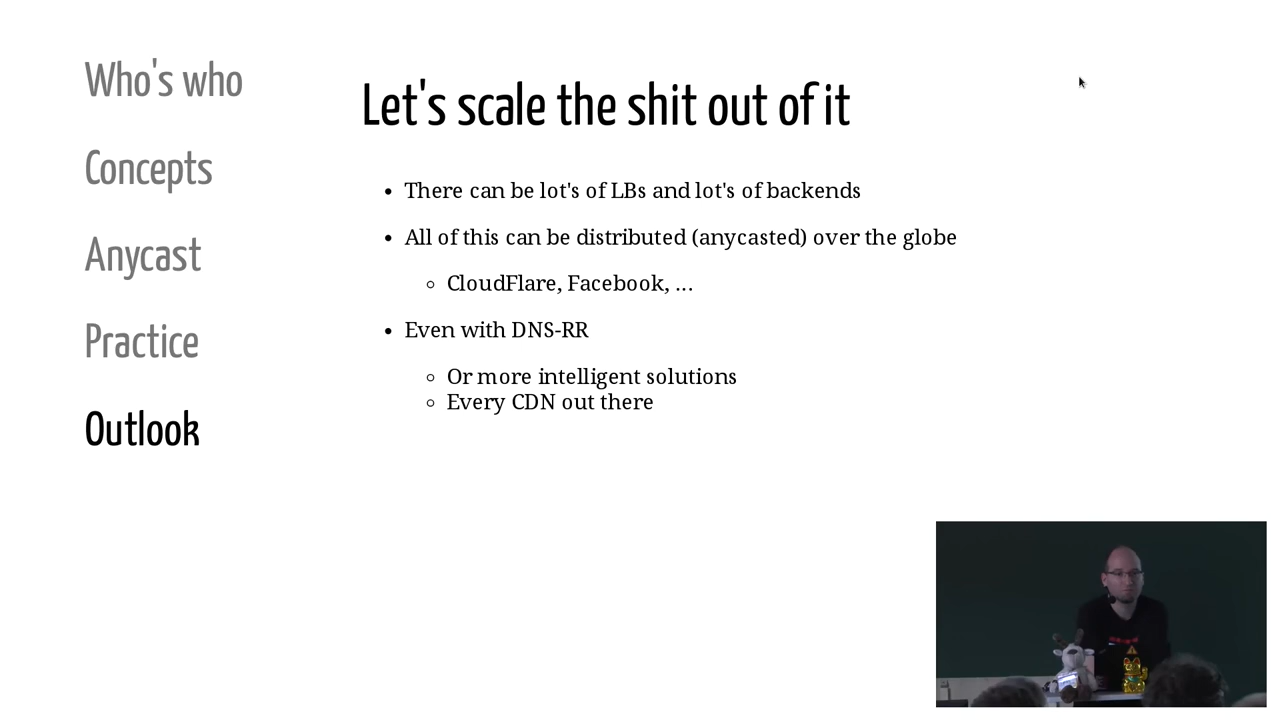 Who's who
Concepts
Anycast
Practice
Outlook
Let's scale the shit out of it
There can be lot's of LBs and lot's of backends
All of this can be distributed (anycasted) over the globe
CloudFlare, Facebook, ...
Even with DNS-RR
Or more intelligent solutions
Every CDN out there